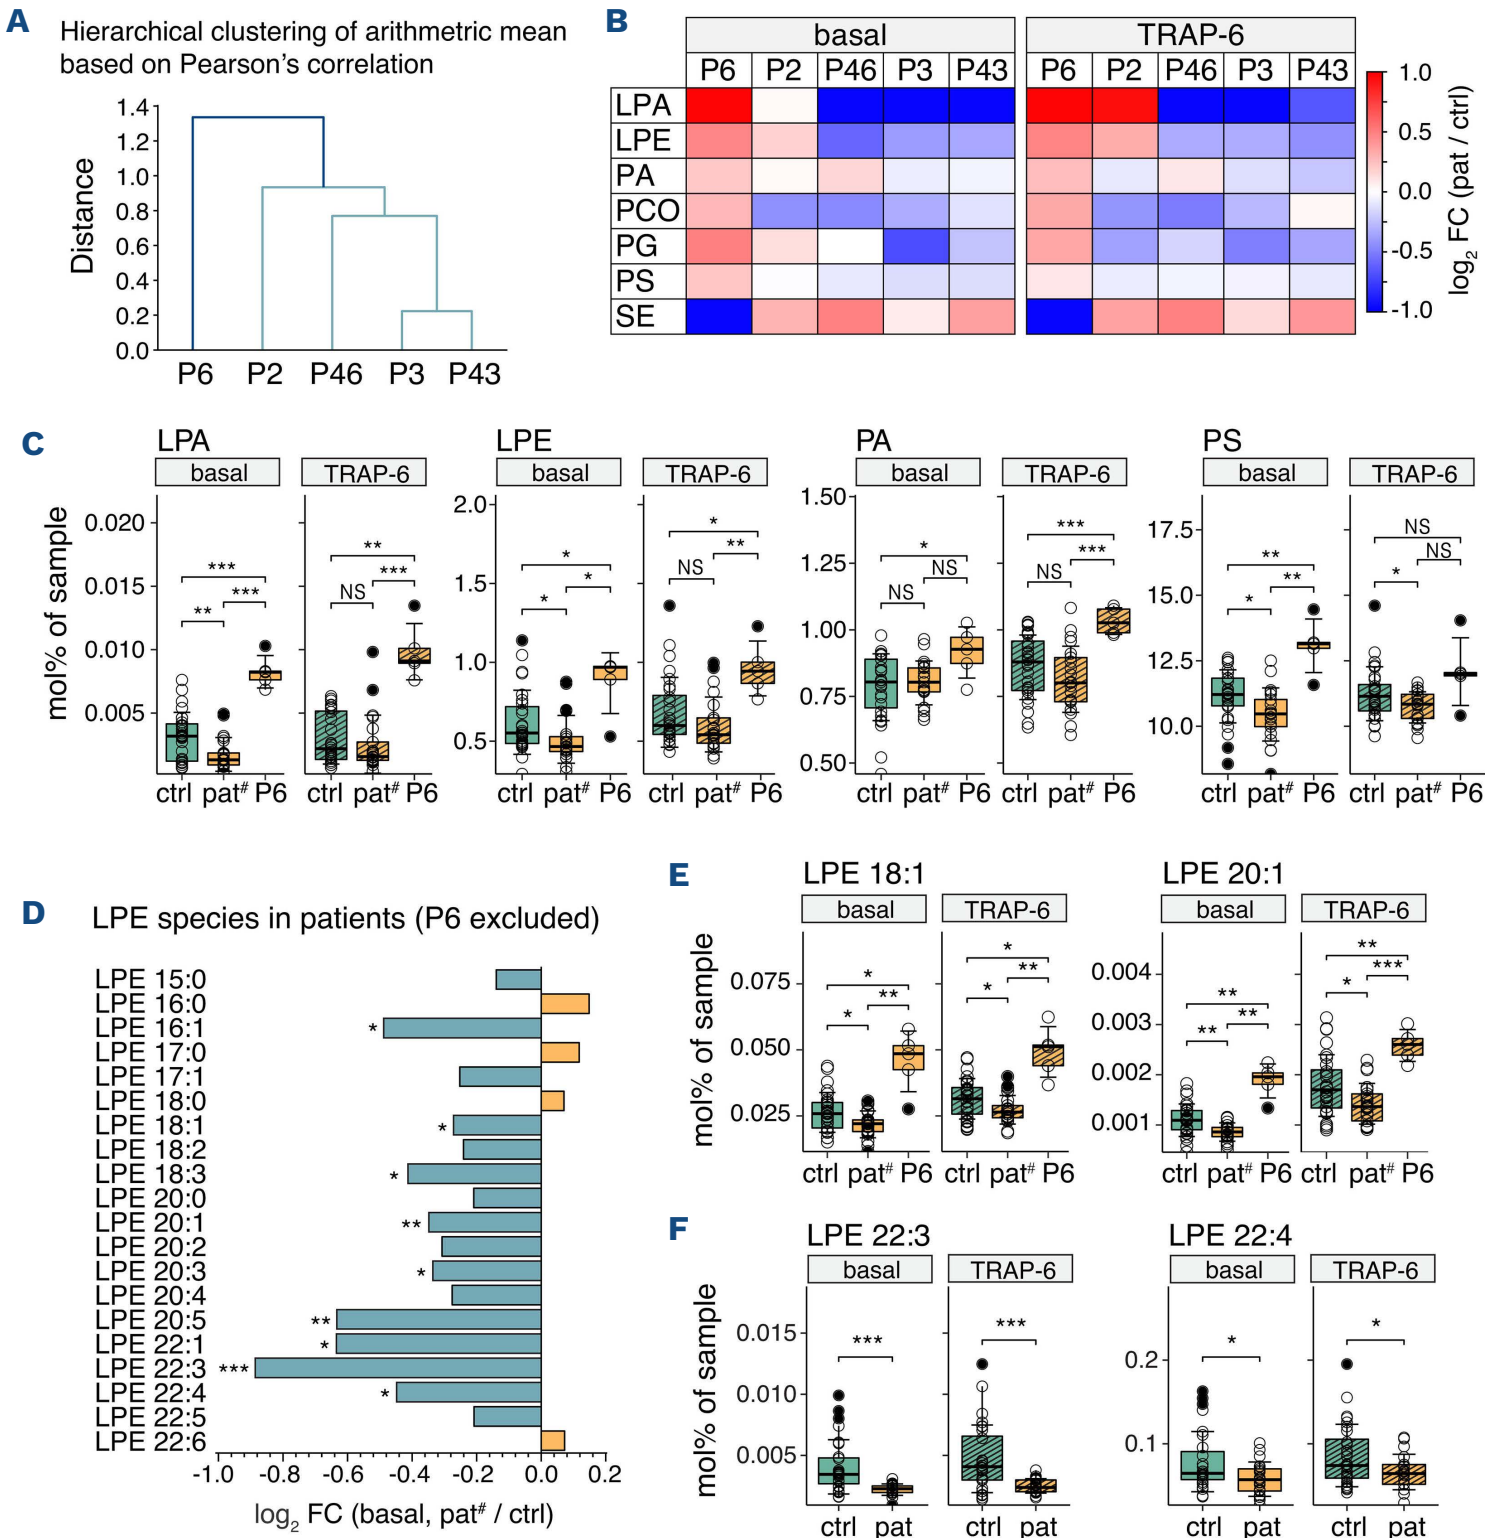 A
Hierarchical clustering of arithmetric mean
based on Pearson's correlation
Distance
1.4
1.2
1.0
0.8
0.6
0.4
0.2
0.0
P6 P2 P46 P3 P43
B
basal TRAP-6
P6 P2 P46 P3 P43 P6 P2 P46 P3 P43
LPA
LPE
PA
PCO
PG
PS
SE
1.0
0.5
0.0
-0.5
-1.0
log2 FC (pat / ctrl)
C
mol% of sample
LPA
basal TRAP-6
0.020
0.015
0.010
0.005
*** ** *** ** *** NS
ctrl pat# P6 ctrl pat# P6
LPE
basal TRAP-6
2.0
1.5
1.0
0.5
* * * * ** NS
ctrl pat# P6 ctrl pat# P6
PA
basal TRAP-6
1.50
1.25
1.00
0.75
0.50
* NS NS *** *** NS
ctrl pat# P6 ctrl pat# P6
PS
basal TRAP-6
17.5
15.0
12.5
10.0
** ** * NS NS *
ctrl pat# P6 ctrl pat# P6
D
LPE species in patients (P6 excluded)
LPE 15:0
LPE 16:0
LPE 16:1 *
LPE 17:0
LPE 17:1
LPE 18:0
LPE 18:1 *
LPE 18:2
LPE 18:3 *
LPE 20:0
LPE 20:1 **
LPE 20:2
LPE 20:3 *
LPE 20:4
LPE 20:5 **
LPE 22:1 *
LPE 22:3 ***
LPE 22:4 *
LPE 22:5
LPE 22:6
-1.0 -0.8 -0.6 -0.4 -0.2 0.0 0.2
log2 FC (basal, pat# / ctrl)
E
mol% of sample
LPE 18:1
basal TRAP-6
0.075
0.050
0.025
* ** * * ** *
ctrl pat# P6 ctrl pat# P6
LPE 20:1
basal TRAP-6
0.004
0.003
0.002
0.001
** ** ** ** *** *
ctrl pat# P6 ctrl pat# P6
F
mol% of sample
LPE 22:3
basal TRAP-6
0.015
0.010
0.005
*** ***
ctrl pat ctrl pat
LPE 22:4
basal TRAP-6
0.2
0.1
* *
ctrl pat ctrl pat